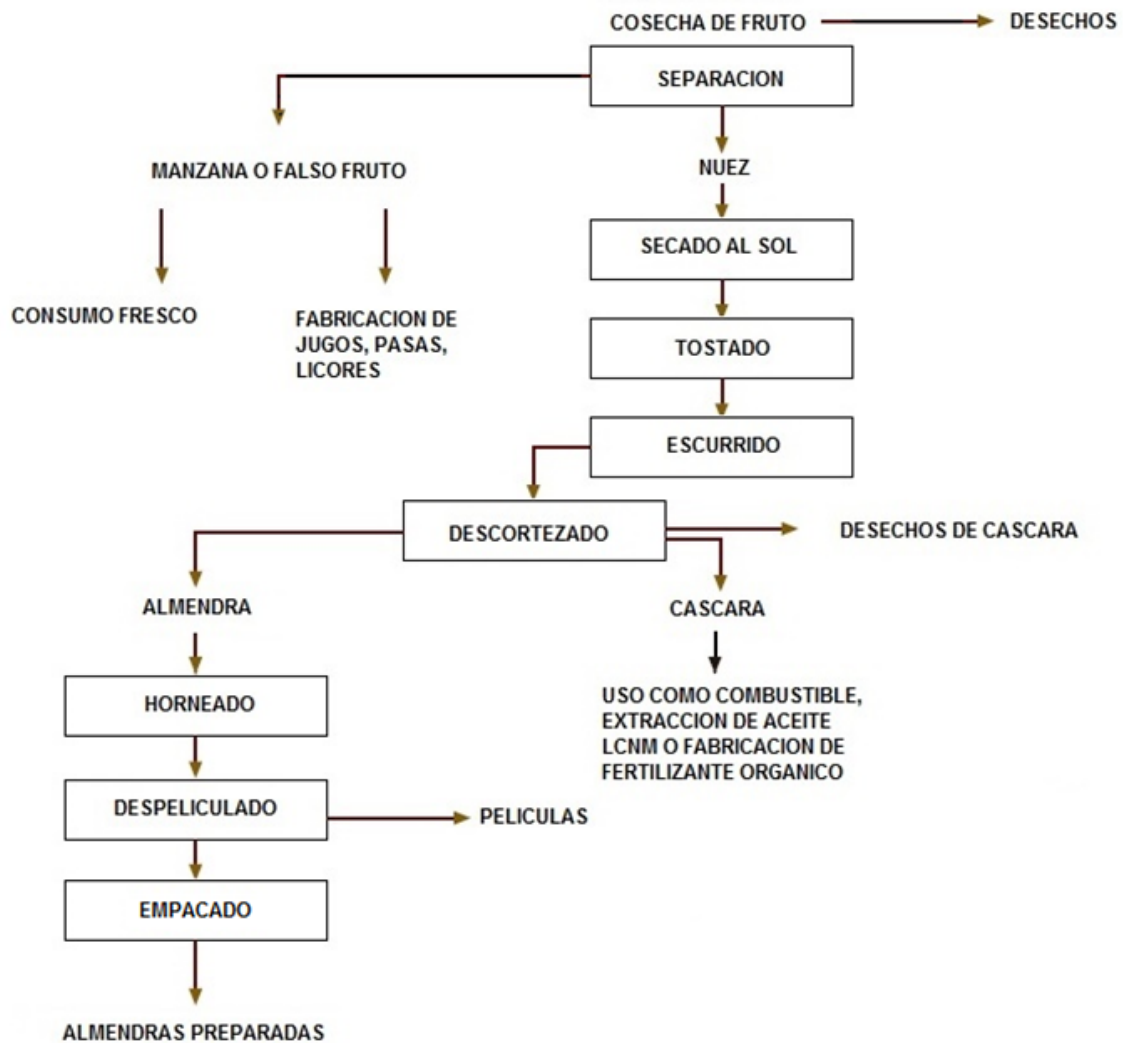 COSECHA DE FRUTO
DESECHOS
SEPARACION
MANZANA O FALSO FRUTO
NUEZ
SECADO AL SOL
CONSUMO FRESCO
FABRICACION DE
JUGOS, PASAS,
LICORES
TOSTADO
ESCURRIDO
DESCORTEZADO
DESECHOS DE CASCARA
ALMENDRA
CASCARA
HORNEADO
USO COMO COMBUSTIBLE,
EXTRACCION DE ACEITE
LCNM O FABRICACION DE
FERTILIZANTE ORGANICO
DESPELICULADO
PELICULAS
EMPACADO
ALMENDRAS PREPARADAS